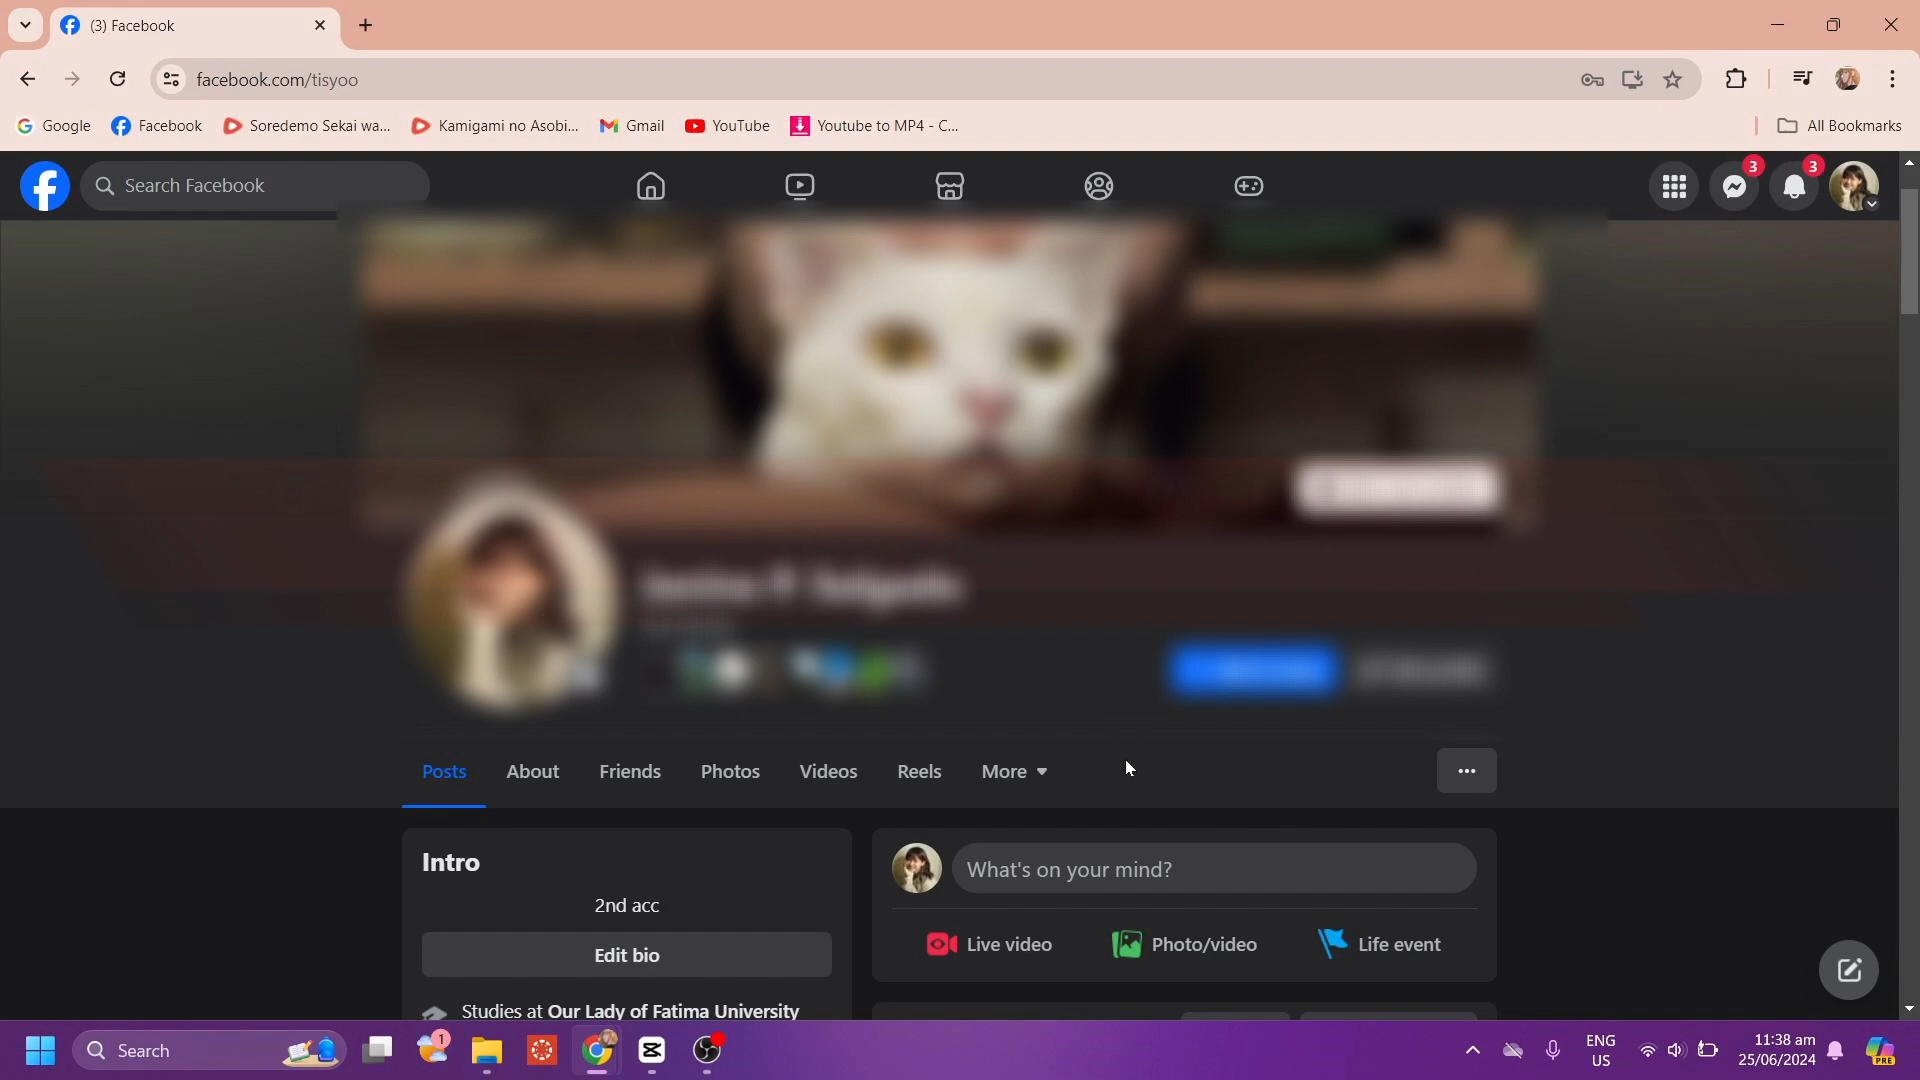 (3) Facebook
facebook.com/tisyoo
Google
Facebook
Soredemo Sekai wa...
Kamigami no Asobi...
Gmail
YouTube
Youtube to MP4 - C...
All Bookmarks
Search Facebook
3
3
Posts
About
Friends
Photos
Videos
Reels
More
Intro
2nd acc
Edit bio
Studies at Our Lady of Fatima University
What's on your mind?
Live video
Photo/video
Life event
Search
1
ENG
US
11:38 am
25/06/2024
PRE